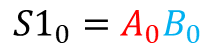 S1₀ = A₀B₀